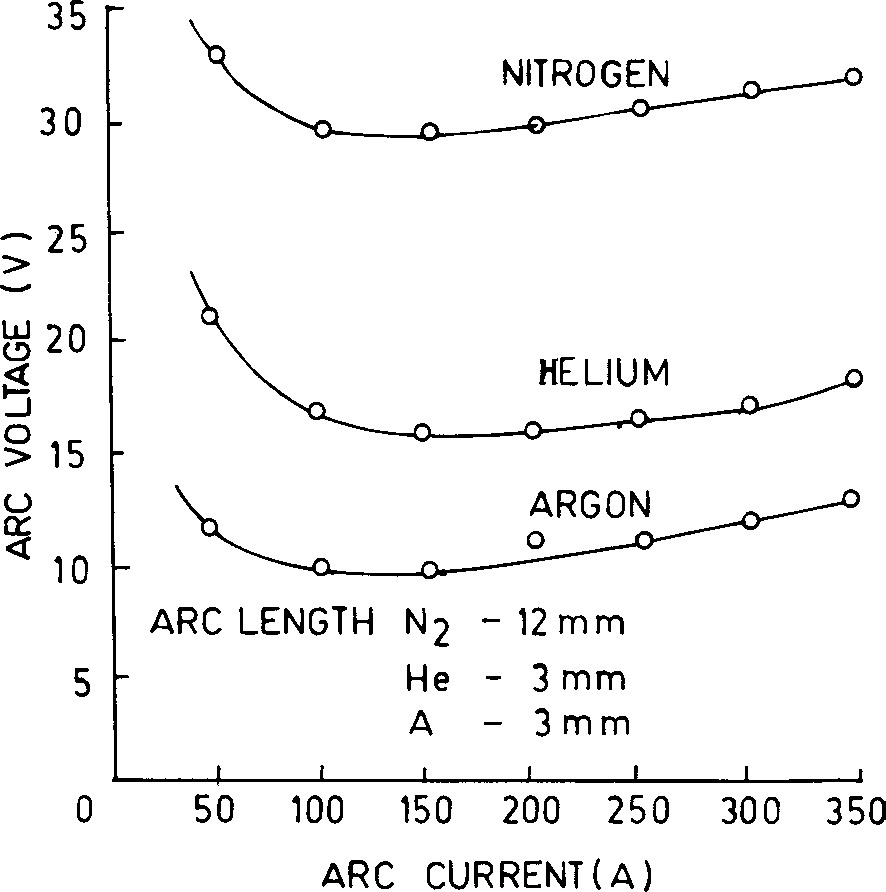 35
NITROGEN
30
25
20
HELIUM
15
ARGON
10
ARC LENGTH N2 - 12 mm
He - 3 mm
5
A - 3 mm
0 50 100 150 200 250 300 350
ARC CURRENT(A)
ARC VOLTAGE (V)